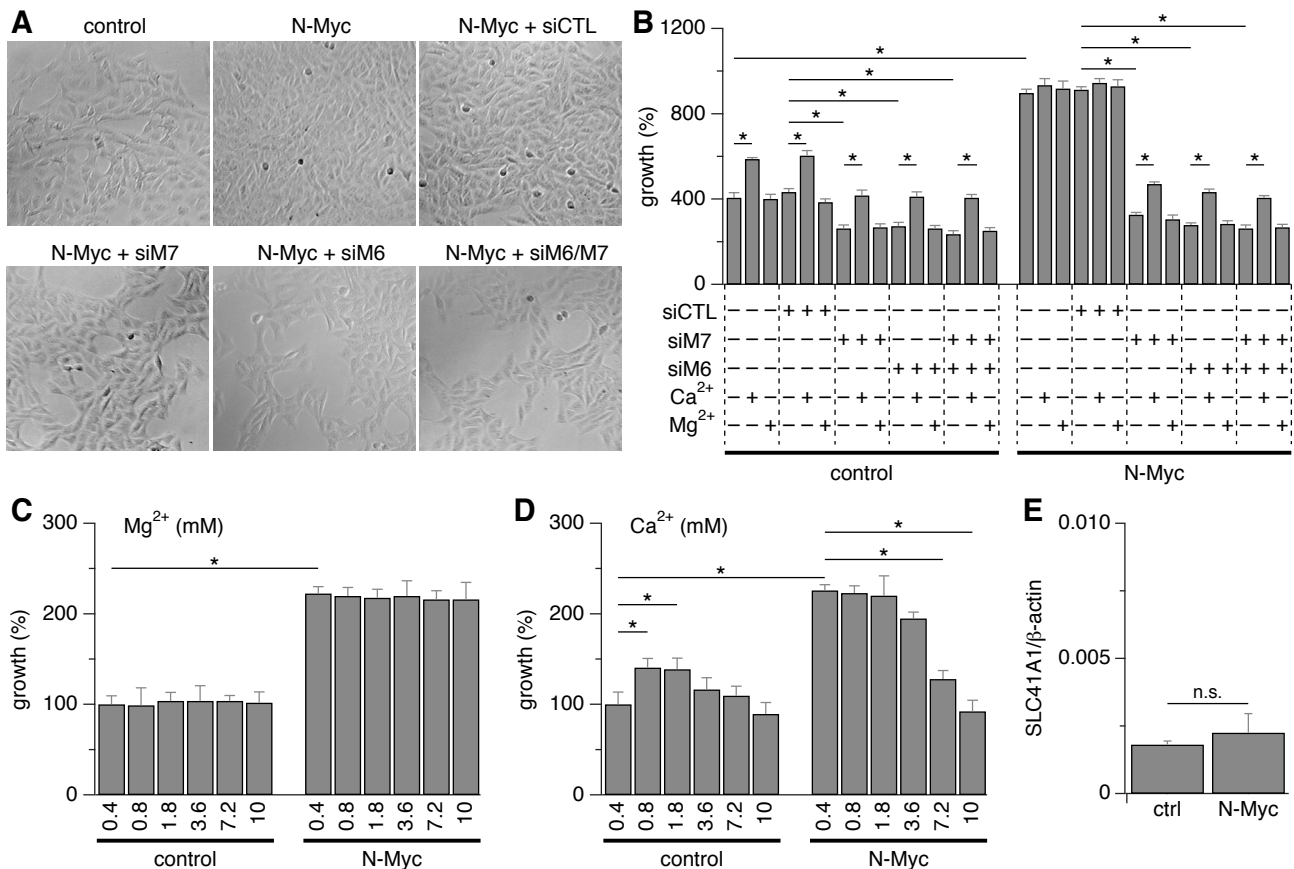 A
control
N-Myc
N-Myc + siCTL
N-Myc + siM7
N-Myc + siM6
N-Myc + siM6/M7
B
growth (%)
1200
800
400
0
* * * * * * * * * * * * * * * *
siCTL − − − + + + − − − − − − − − − − − − + + + − − − − − − − − −
siM7 − − − − − − + + + − − − + + + − − − − − − + + + − − − + + +
siM6 − − − − − − − − − + + + + + + − − − − − − − − − + + + + + +
Ca2+ − + − − + − − + − − + − − + − − + − − + − − + − − + − − + −
Mg2+ − − + − − + − − + − − + − − + − − + − − + − − + − − + − − +
control
N-Myc
C
Mg2+ (mM)
growth (%)
300
200
100
0
*
0.4 0.8 1.8 3.6 7.2 10 0.4 0.8 1.8 3.6 7.2 10
control
N-Myc
D
Ca2+ (mM)
growth (%)
300
200
100
0
* * * * *
0.4 0.8 1.8 3.6 7.2 10 0.4 0.8 1.8 3.6 7.2 10
control
N-Myc
E
SLC41A1/β-actin
0.010
0.005
0
n.s.
ctrl N-Myc